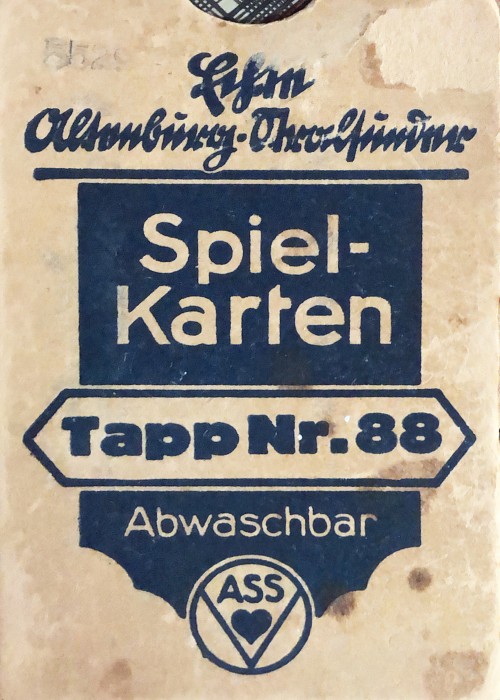 Echte
Altenburg-Stralsunder
Spiel-
Karten
Tapp Nr. 88
Abwaschbar
ASS